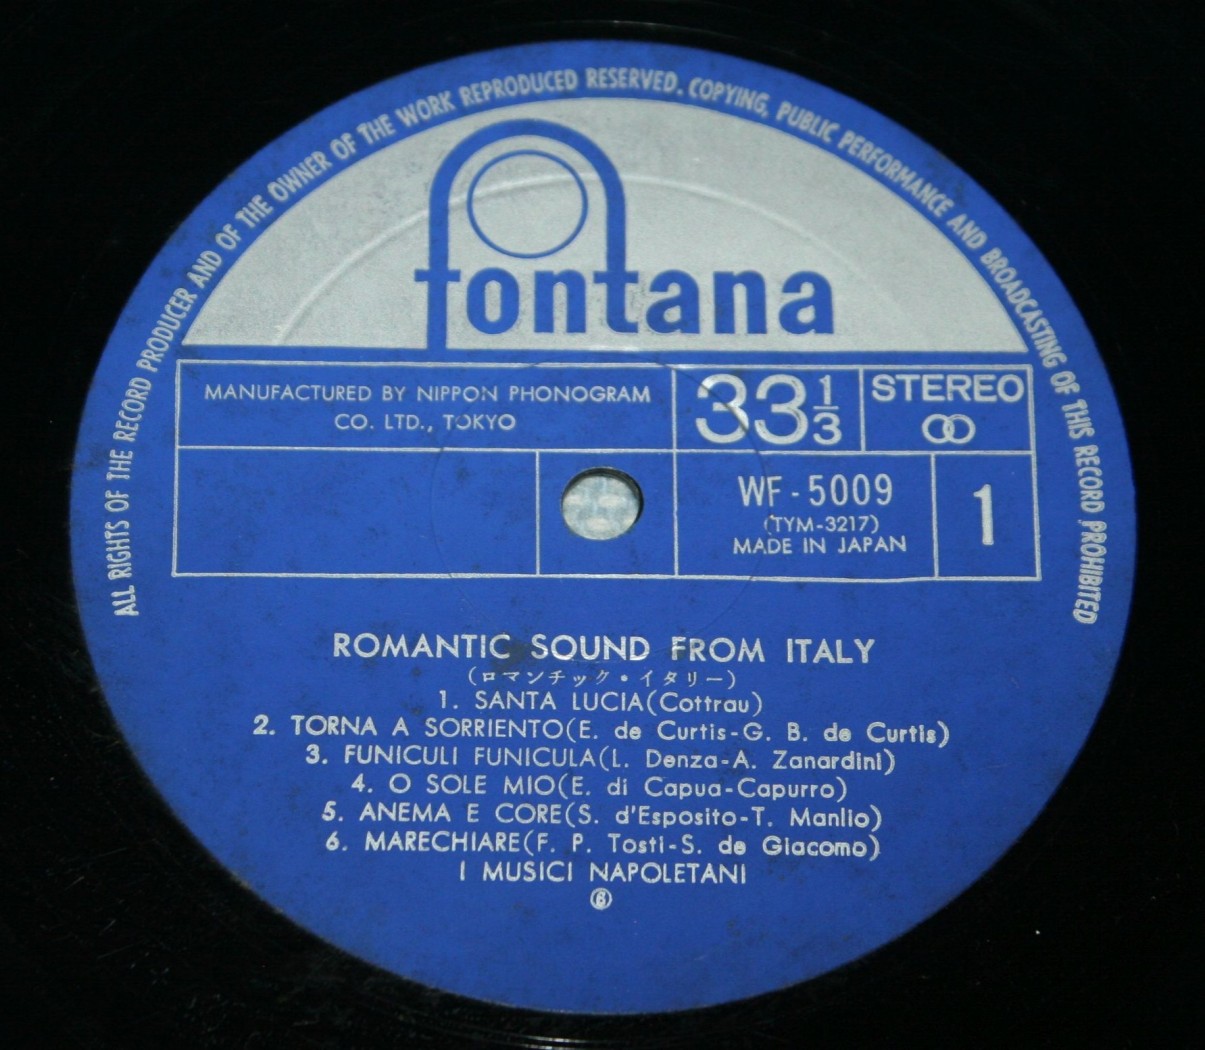 ALL RIGHTS OF THE RECORD PRODUCER AND OF THE OWNER OF THE WORK REPRODUCED RESERVED. COPYING, PUBLIC PERFORMANCE AND BROADCASTING OF THIS RECORD PROHIBITED
fontana
MANUFACTURED BY NIPPON PHONOGRAM
CO. LTD., TOKYO
33 1/3
STEREO
WF-5009
(TYM-3217)
MADE IN JAPAN
1
ROMANTIC SOUND FROM ITALY
(ロマンチック・イタリー)
1. SANTA LUCIA(Cottrau)
2. TORNA A SORRIENTO(E. de Curtis-G. B. de Curtis)
3. FUNICULI FUNICULA(L. Denza-A. Zanardini)
4. O SOLE MIO(E. di Capua-Capurro)
5. ANEMA E CORE(S. d'Esposito-T. Manlio)
6. MARECHIARE(F. P. Tosti-S. de Giacomo)
I MUSICI NAPOLETANI